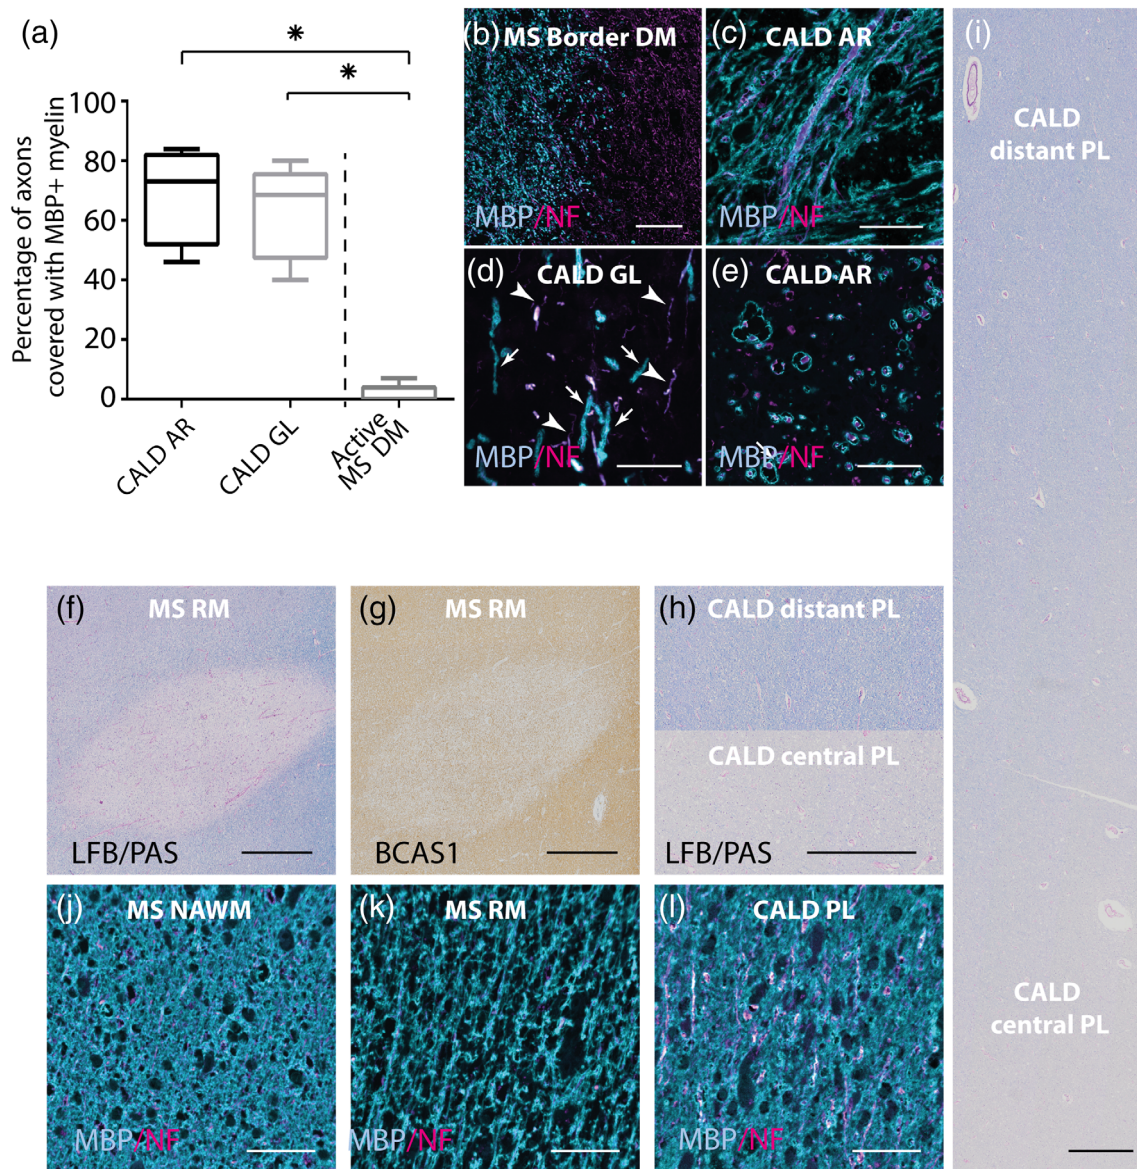 (a)
*
*
Percentage of axons
covered with MBP+ myelin
100
80
60
40
20
0
CALD AR
CALD GL
Active
MS DM
(b) MS Border DM
MBP/NF
(c) CALD AR
MBP/NF
(d) CALD GL
MBP/NF
(e) CALD AR
MBP/NF
(f) MS RM
LFB/PAS
(g) MS RM
BCAS1
(h) CALD distant PL
CALD central PL
LFB/PAS
(i)
CALD
distant PL
CALD
central PL
(j) MS NAWM
MBP/NF
(k) MS RM
MBP/NF
(l) CALD PL
MBP/NF